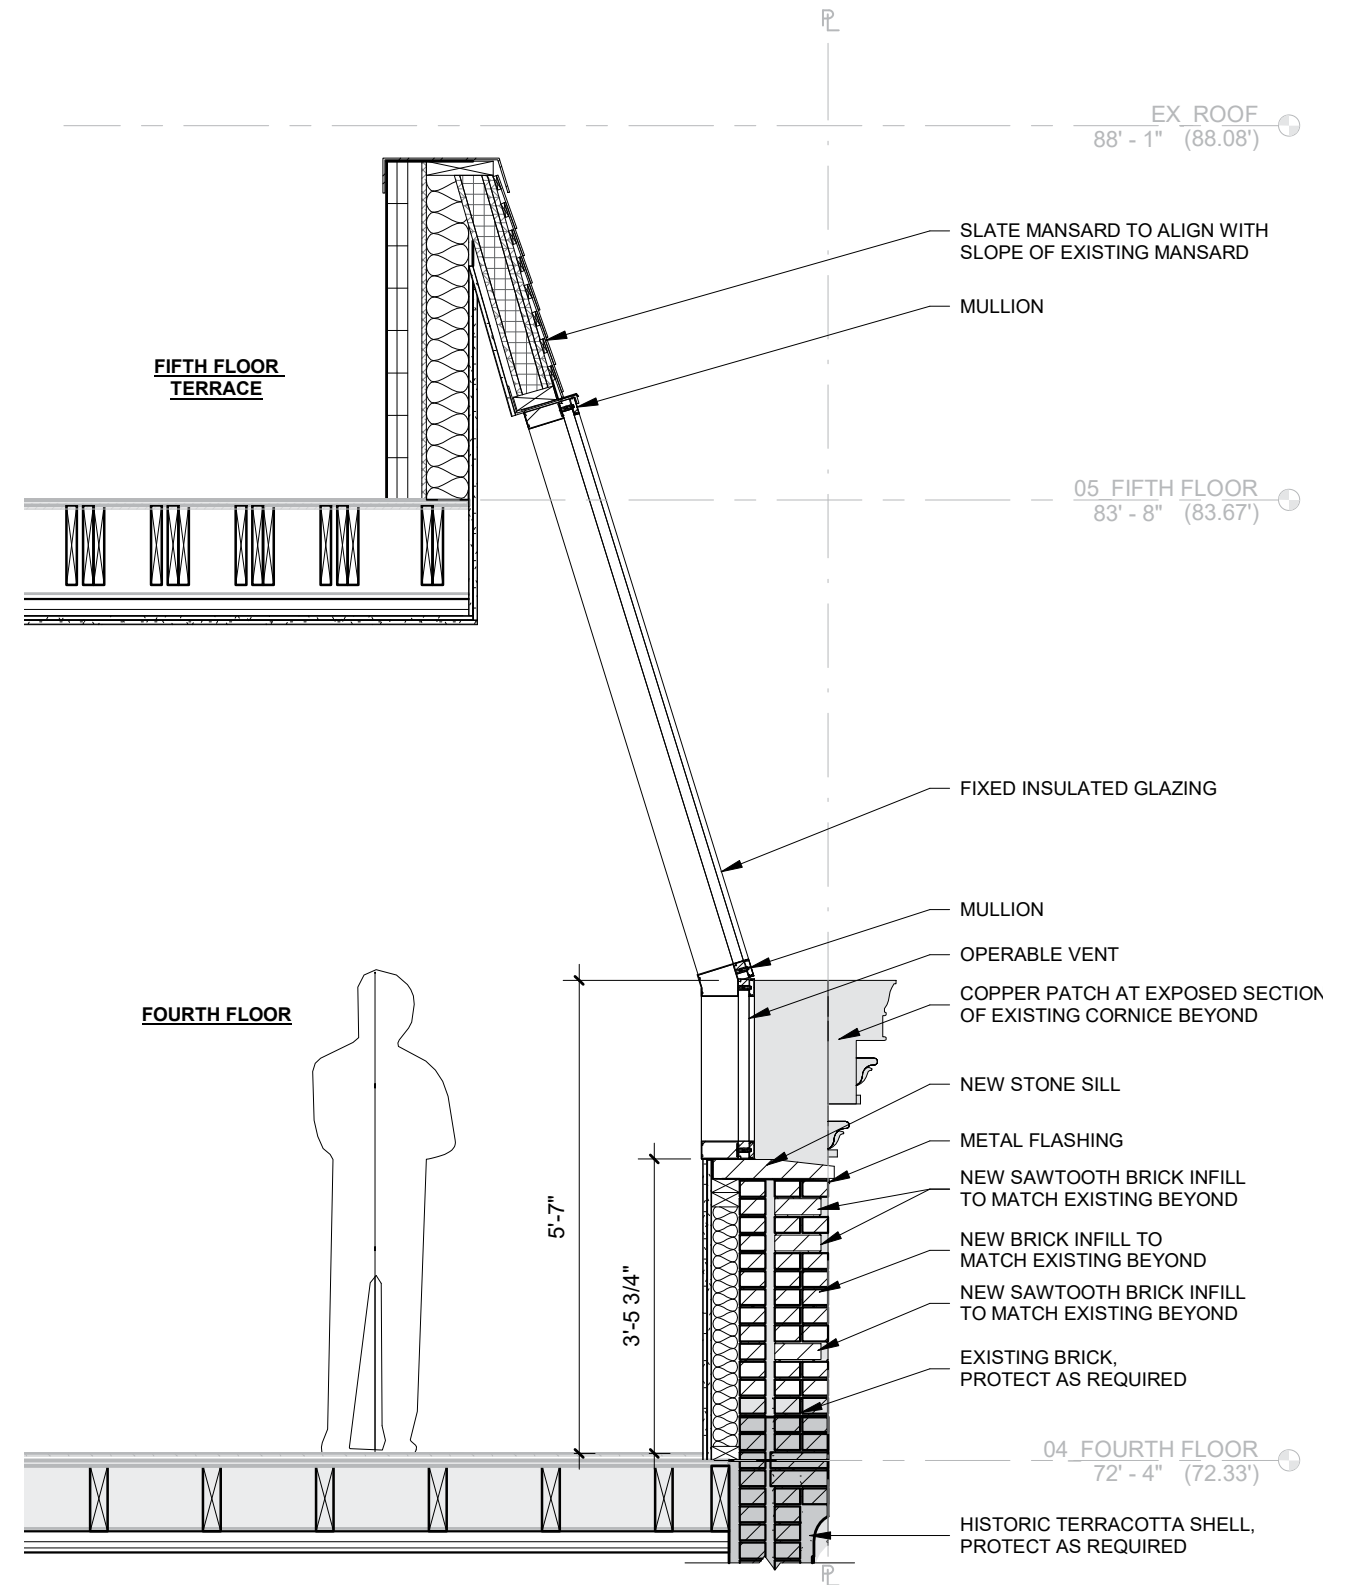 PL
EX_ROOF
88' - 1" (88.08')
SLATE MANSARD TO ALIGN WITH
SLOPE OF EXISTING MANSARD
MULLION
FIFTH FLOOR
TERRACE
05_FIFTH FLOOR
83' - 8" (83.67')
FIXED INSULATED GLAZING
MULLION
OPERABLE VENT
COPPER PATCH AT EXPOSED SECTION
OF EXISTING CORNICE BEYOND
FOURTH FLOOR
NEW STONE SILL
METAL FLASHING
NEW SAWTOOTH BRICK INFILL
TO MATCH EXISTING BEYOND
5'-7"
NEW BRICK INFILL TO
MATCH EXISTING BEYOND
3'-5 3/4"
NEW SAWTOOTH BRICK INFILL
TO MATCH EXISTING BEYOND
EXISTING BRICK,
PROTECT AS REQUIRED
04_FOURTH FLOOR
72' - 4" (72.33')
HISTORIC TERRACOTTA SHELL,
PROTECT AS REQUIRED
PL